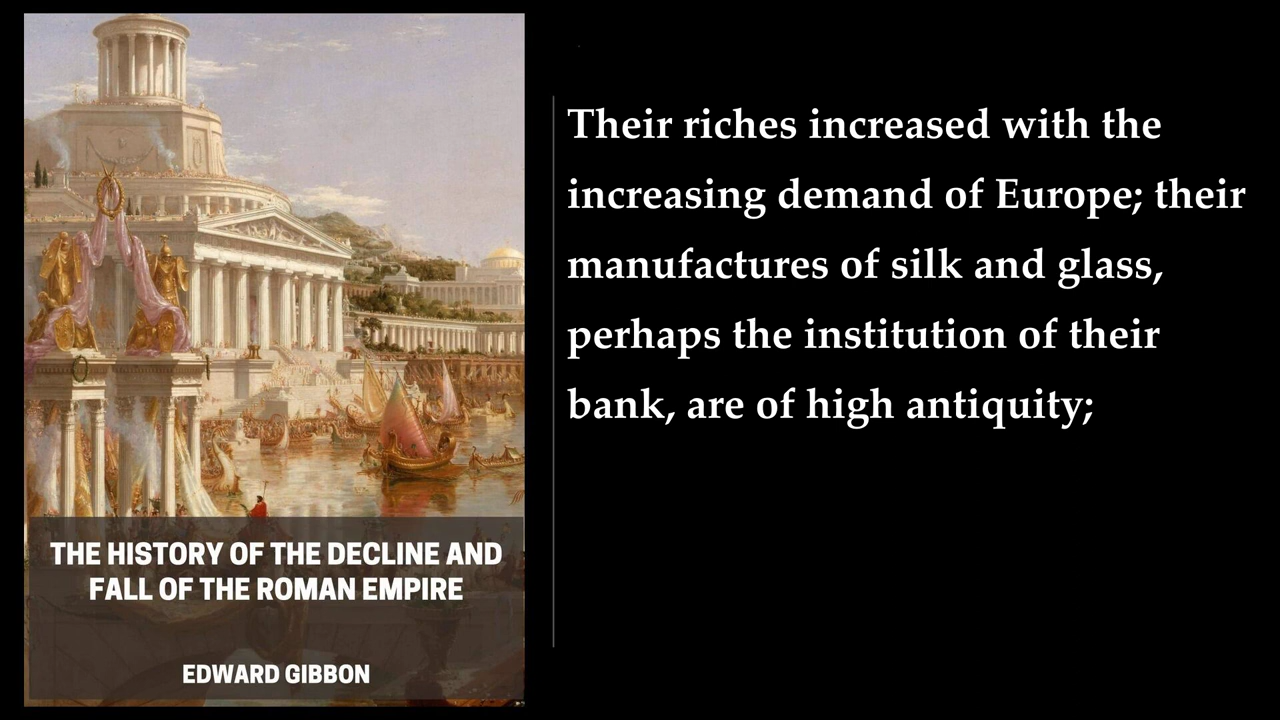 THE HISTORY OF THE DECLINE AND
FALL OF THE ROMAN EMPIRE
EDWARD GIBBON
Their riches increased with the
increasing demand of Europe; their
manufactures of silk and glass,
perhaps the institution of their
bank, are of high antiquity;